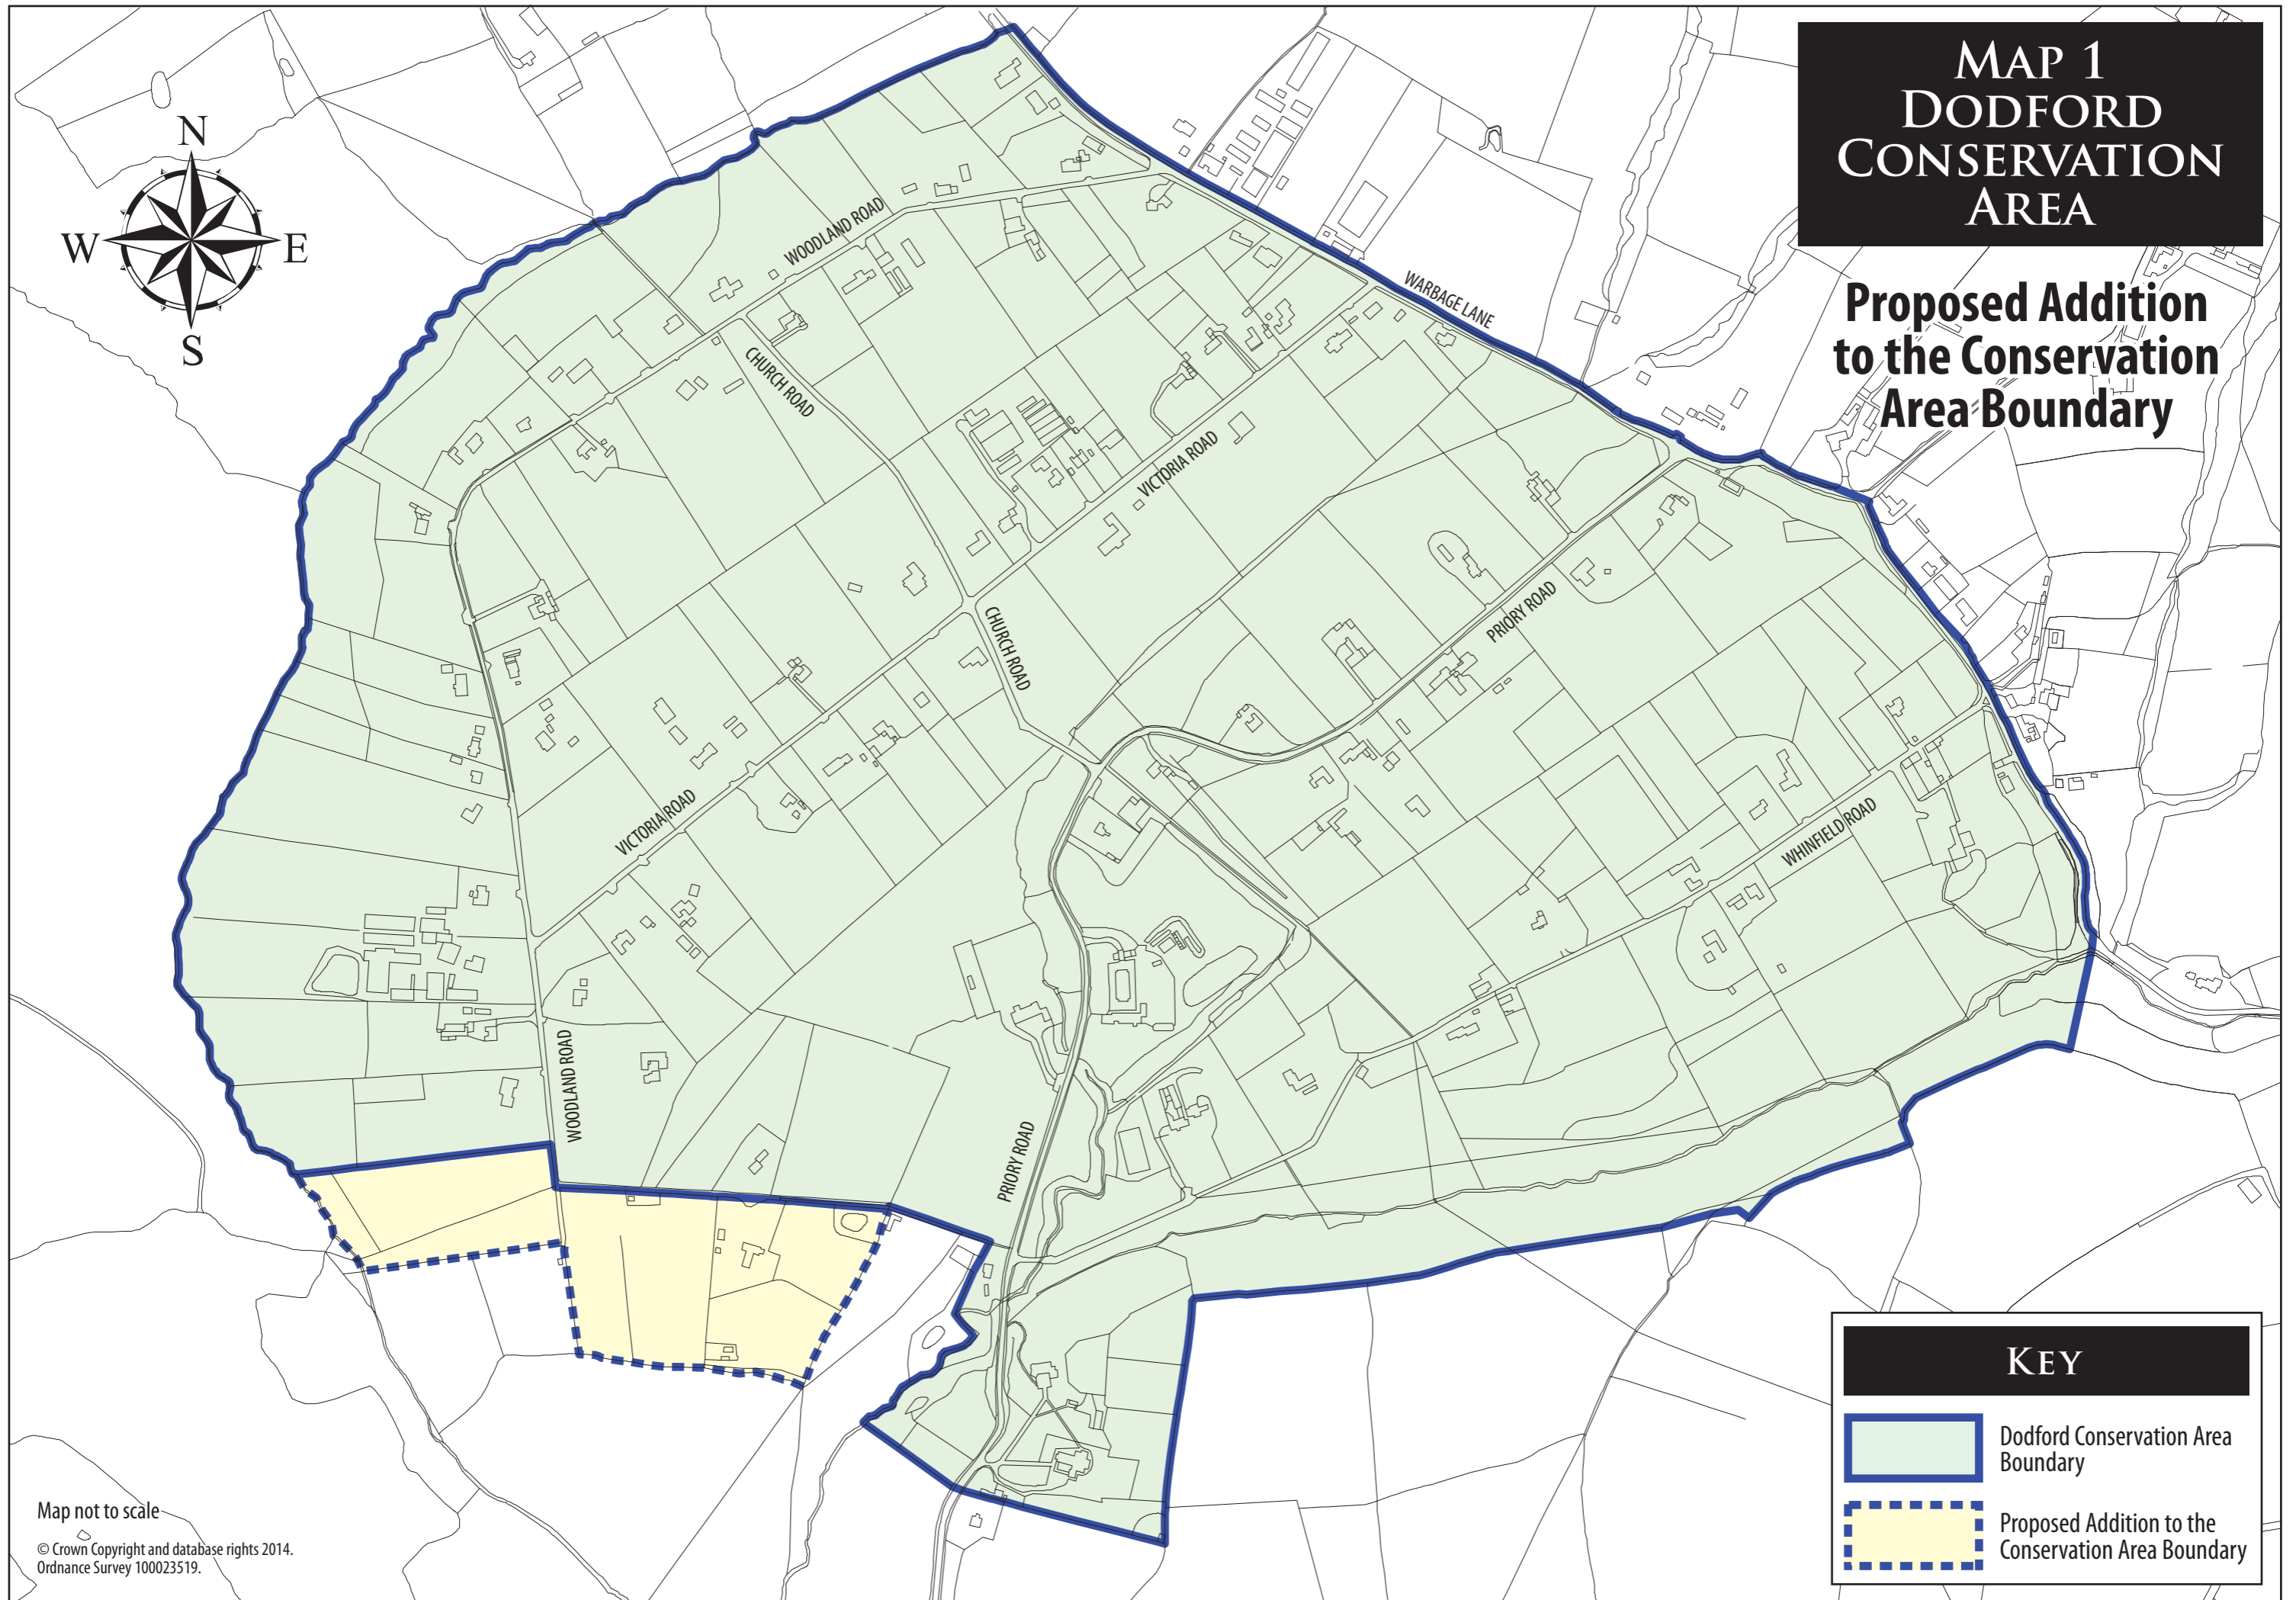 MAP 1
DODFORD
CONSERVATION
AREA
Proposed Addition
to the Conservation
Area Boundary
N
W
E
S
WOODLAND ROAD
WARBAGE LANE
CHURCH ROAD
VICTORIA ROAD
PRIORY ROAD
CHURCH ROAD
VICTORIA ROAD
WHINFIELD ROAD
WOODLAND ROAD
PRIORY ROAD
KEY
Dodford Conservation Area
Boundary
Proposed Addition to the
Conservation Area Boundary
Map not to scale
© Crown Copyright and database rights 2014.
Ordnance Survey 100023519.